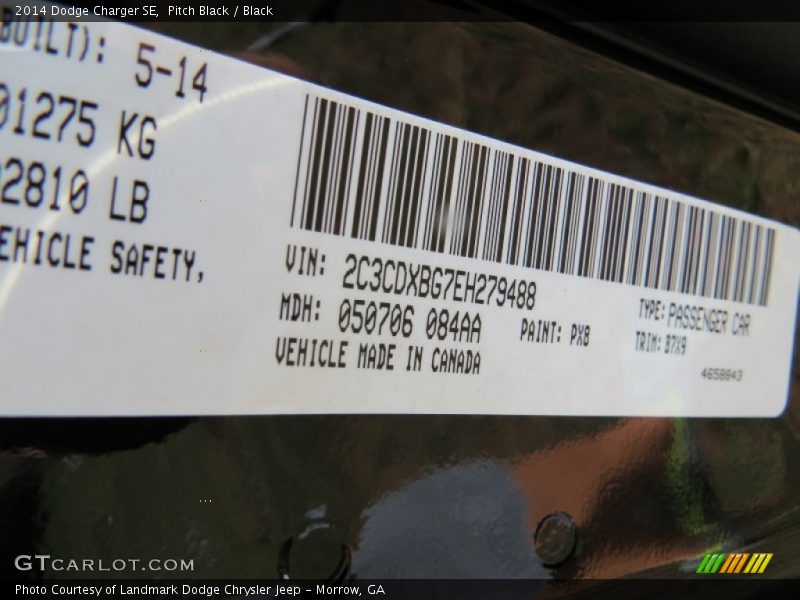 2014 Dodge Charger SE,  Pitch Black / Black
BUILT): 5-14
01275 KG
2810 LB
VEHICLE SAFETY,
VIN: 2C3CDXBG7EH279488
MDH: 050706 084AA PAINT: PX8 TYPE: PASSENGER CAR
VEHICLE MADE IN CANADA TRIM: B7X9
4658843
GTCARLOT.COM
Photo Courtesy of Landmark Dodge Chrysler Jeep - Morrow, GA